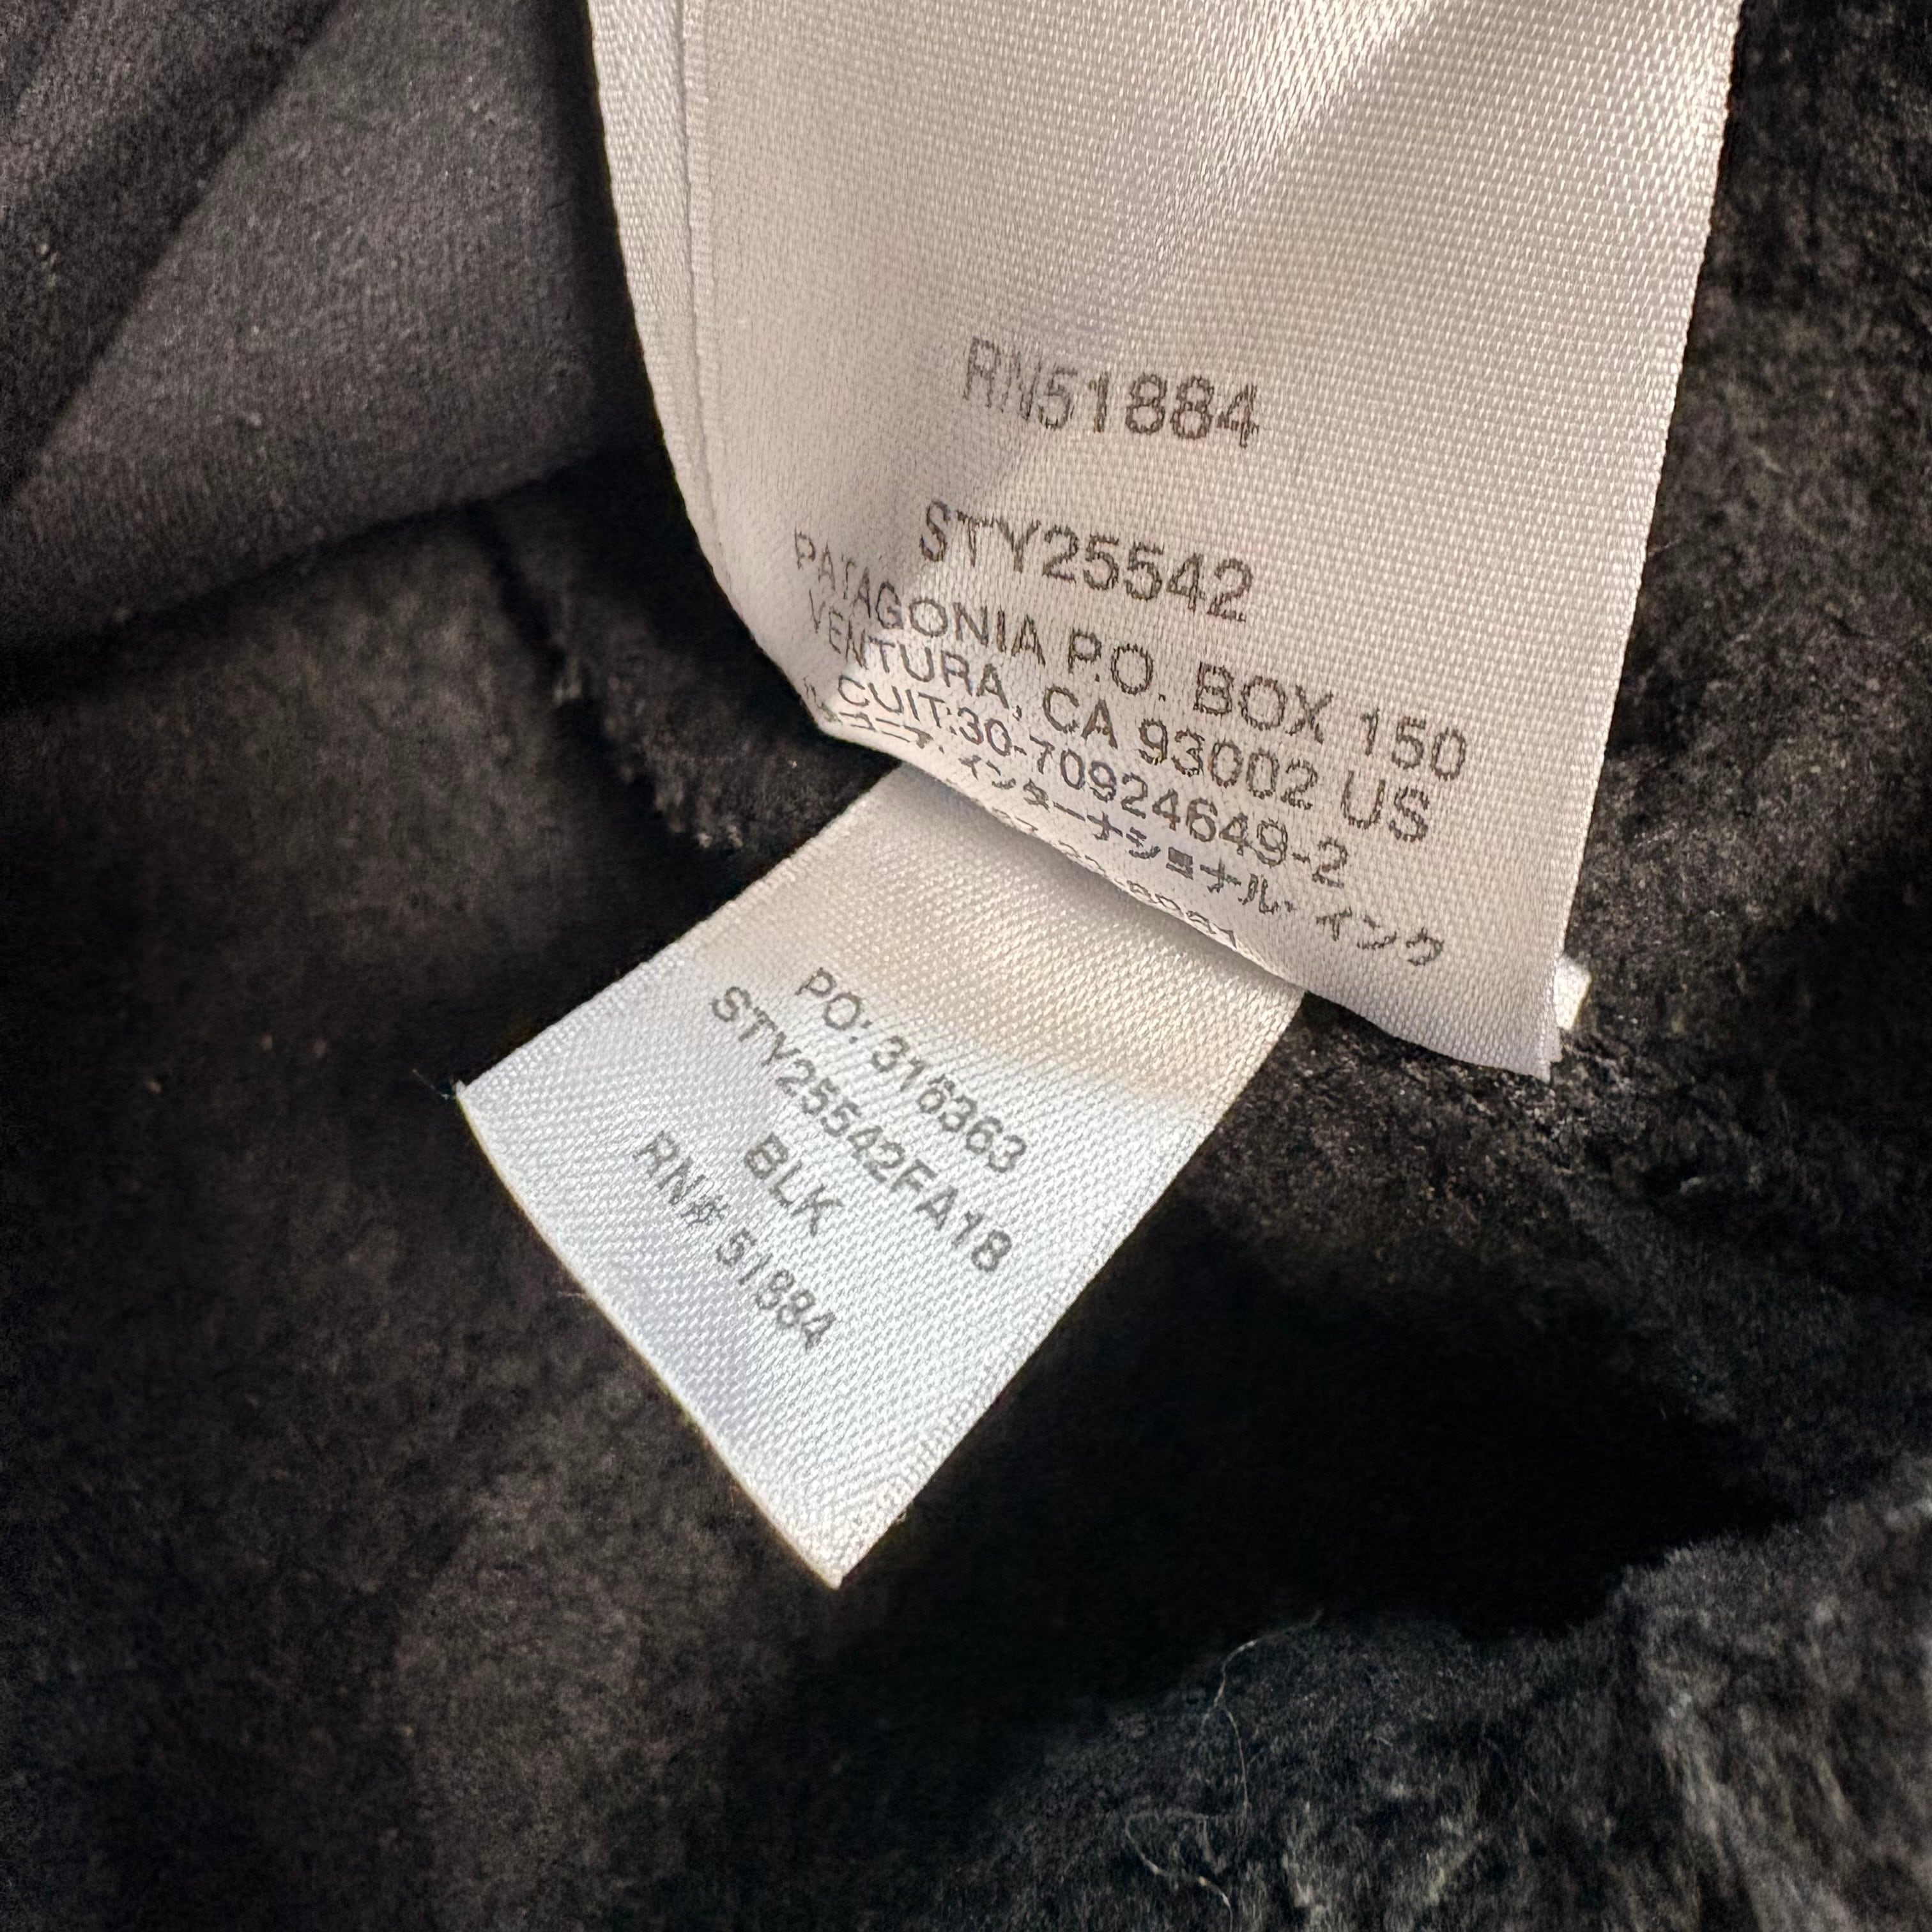 RN51884
STY25542
PATAGONIA P.O. BOX 150
VENTURA, CA 93002 US
CUIT:30-70924649-2
インターナショナル・インク
PO: 316363
STY25542FA18
BLK
RN# 51884